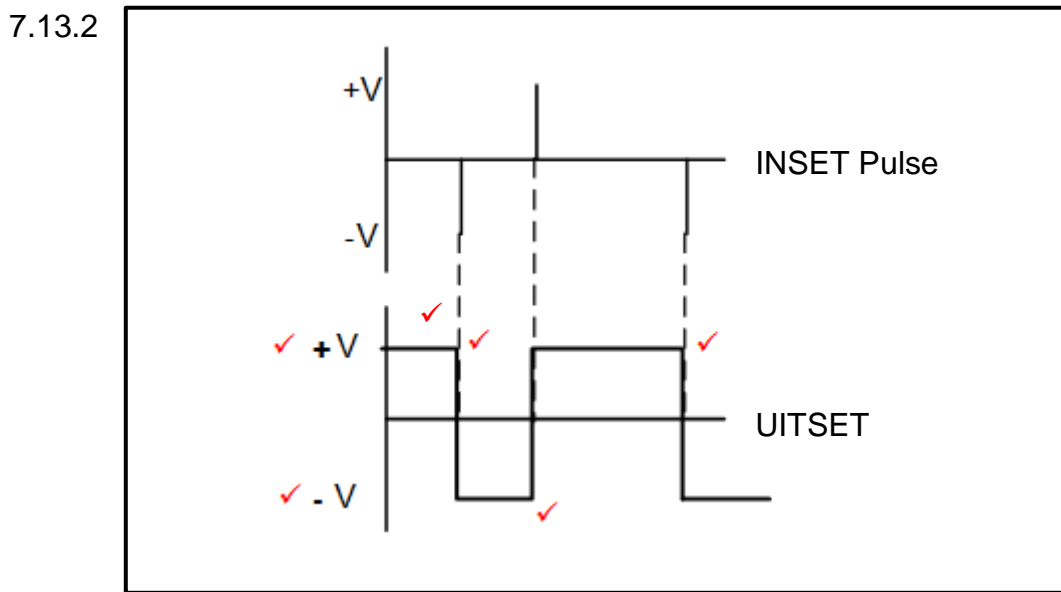 7.13.2
+V
INSET Pulse
-V
✓
✓ + V ✓ ✓
UITSET
✓ - V ✓